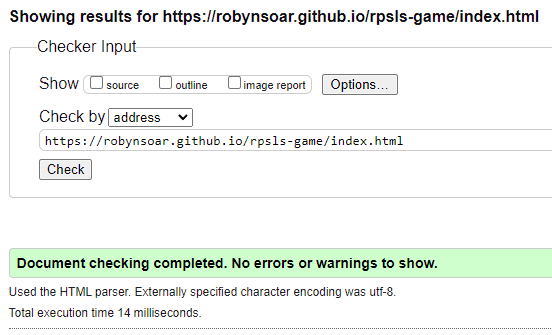 Showing results for https://robynsoar.github.io/rpsls-game/index.html
Checker Input
Show source outline image report Options...
Check by address
https://robynsoar.github.io/rpsls-game/index.html
Check
Document checking completed. No errors or warnings to show.
Used the HTML parser. Externally specified character encoding was utf-8.
Total execution time 14 milliseconds.